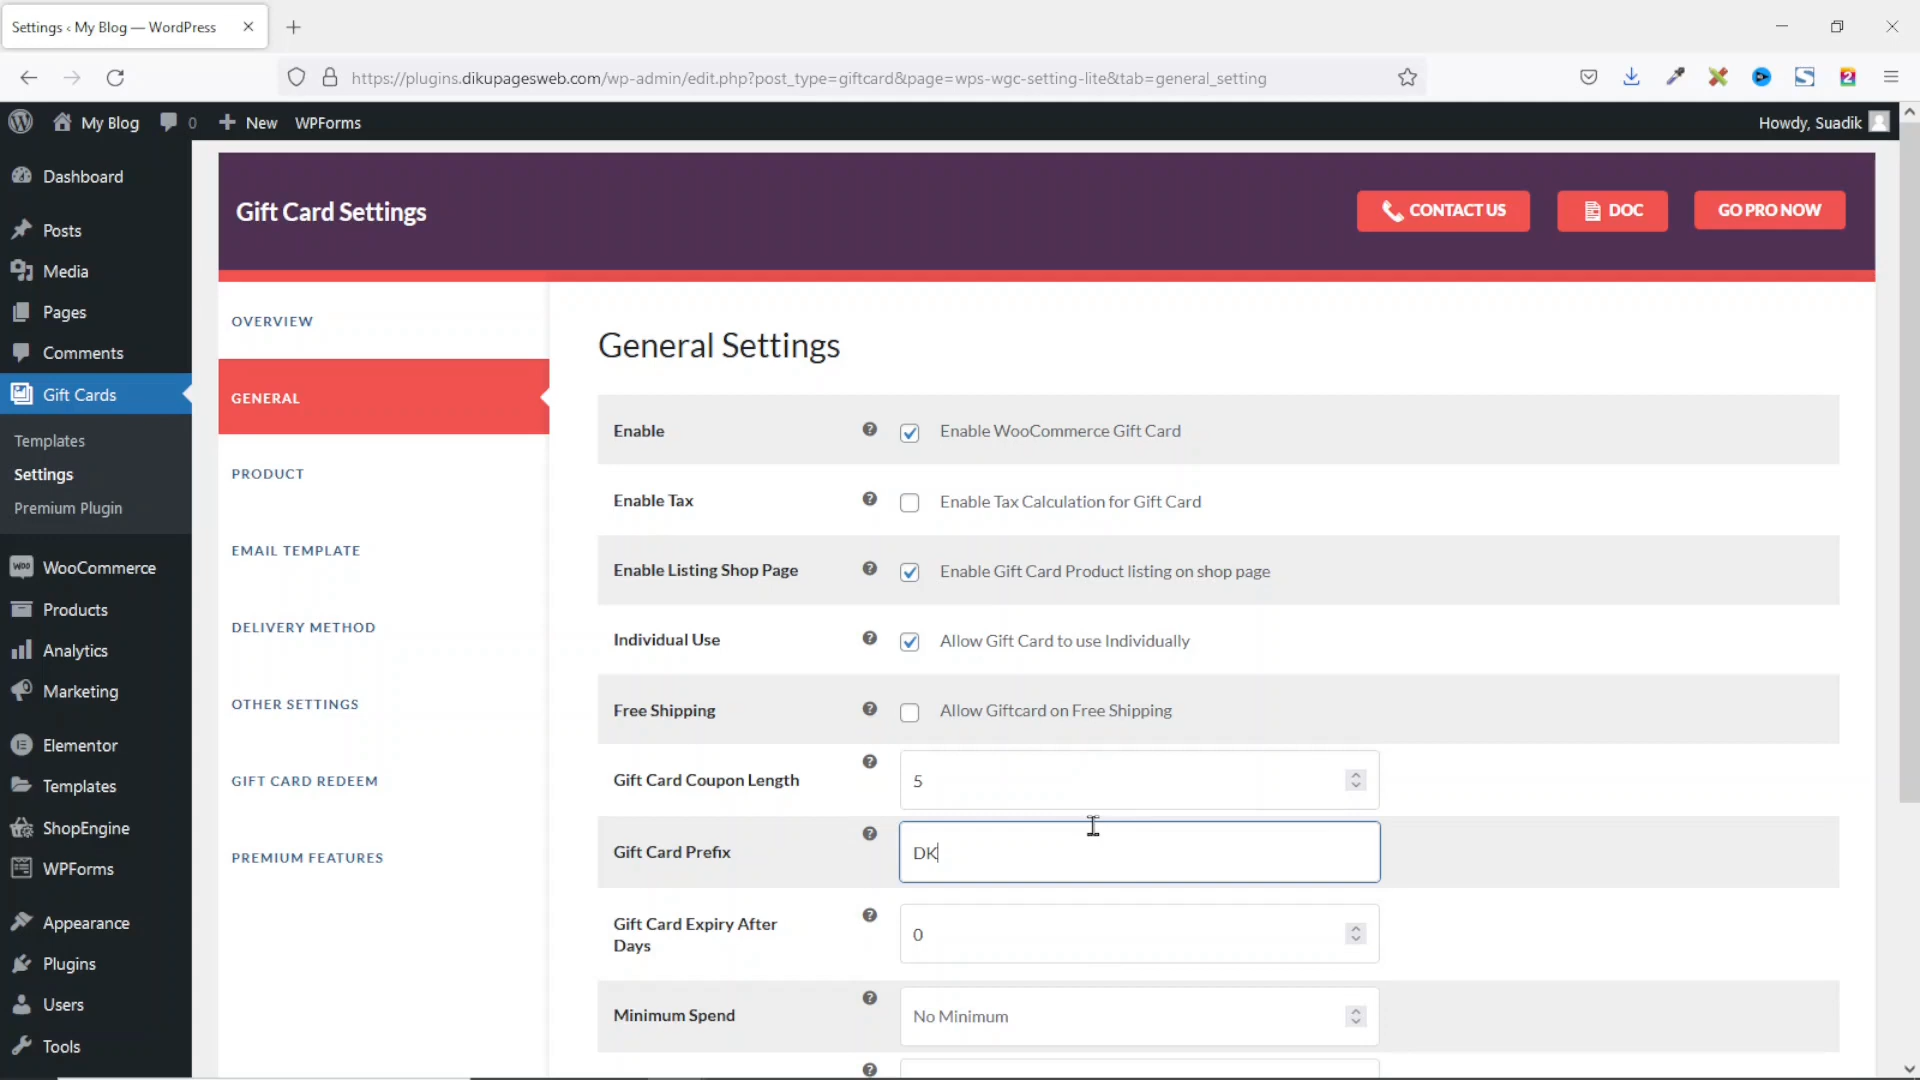 Settings ‹ My Blog — WordPress
https://plugins.dikupagesweb.com/wp-admin/edit.php?post_type=giftcard&page=wps-wgc-setting-lite&tab=general_setting
My Blog
0
New
WPForms
Howdy, Suadik
Dashboard
Posts
Media
Pages
Comments
Gift Cards
Templates
Settings
Premium Plugin
WooCommerce
Products
Analytics
Marketing
Elementor
Templates
ShopEngine
WPForms
Appearance
Plugins
Users
Tools
Gift Card Settings
CONTACT US
DOC
GO PRO NOW
OVERVIEW
GENERAL
PRODUCT
EMAIL TEMPLATE
DELIVERY METHOD
OTHER SETTINGS
GIFT CARD REDEEM
PREMIUM FEATURES
General Settings
Enable
Enable WooCommerce Gift Card
Enable Tax
Enable Tax Calculation for Gift Card
Enable Listing Shop Page
Enable Gift Card Product listing on shop page
Individual Use
Allow Gift Card to use Individually
Free Shipping
Allow Giftcard on Free Shipping
Gift Card Coupon Length
5
Gift Card Prefix
DK
Gift Card Expiry After
Days
0
Minimum Spend
No Minimum